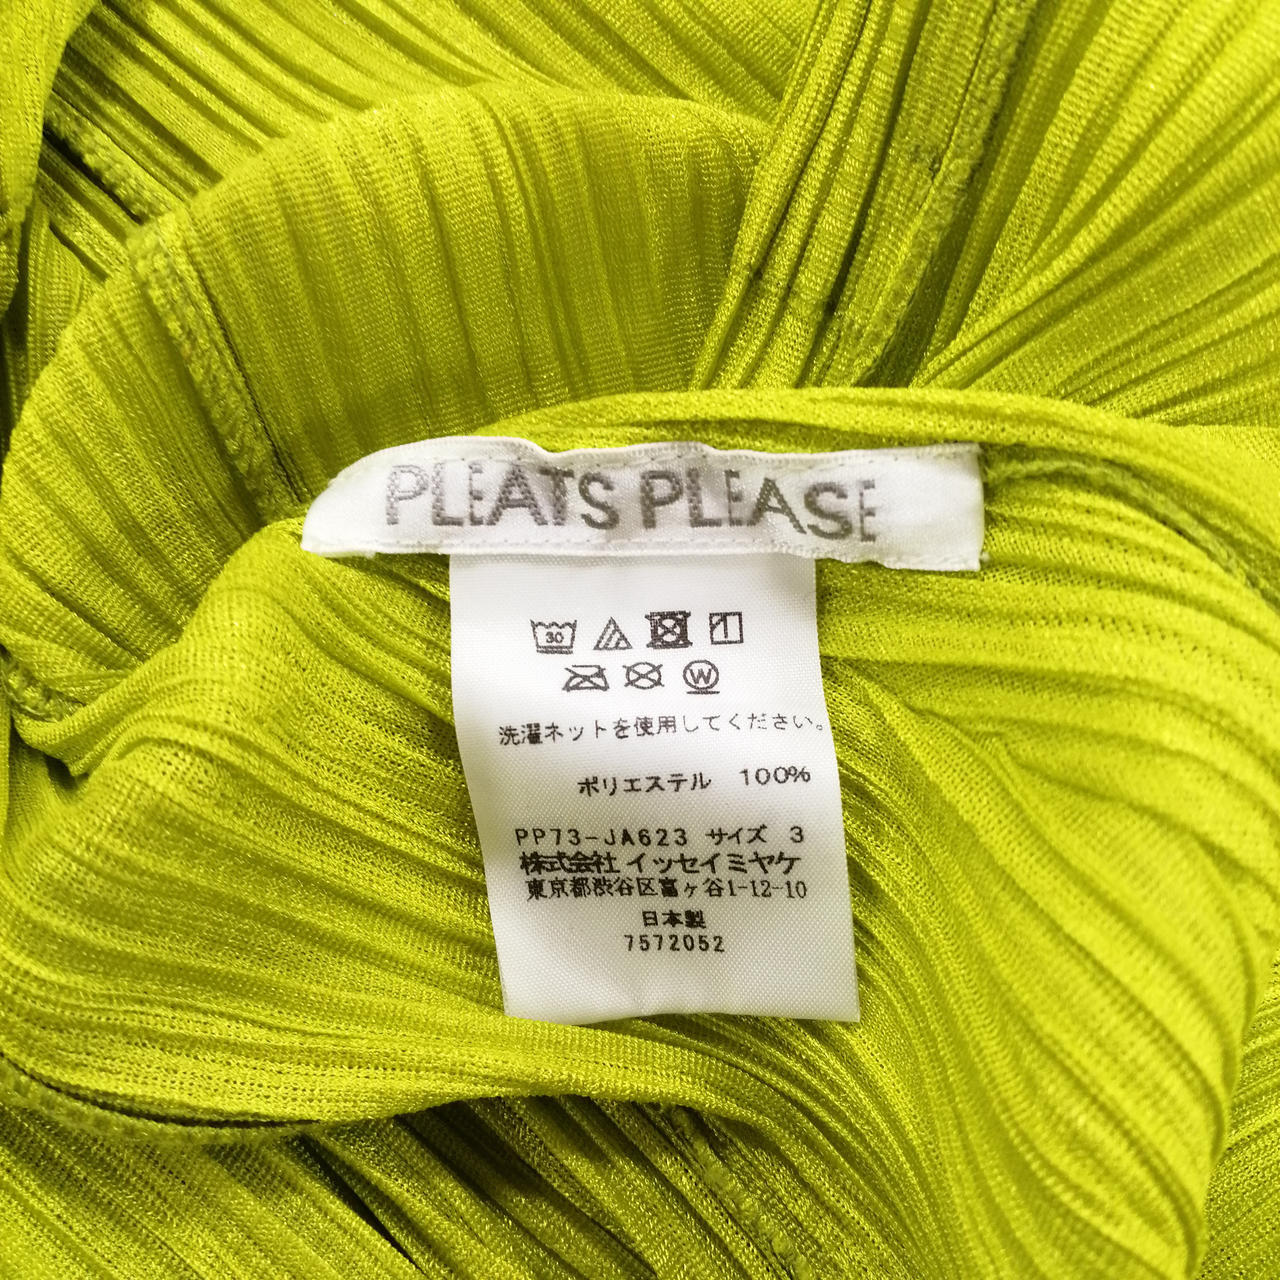 PLEATS PLEASE
30
W
洗濯ネットを使用してください。
ポリエステル 100%
PP73-JA623 サイズ 3
株式会社 イッセイミヤケ
東京都渋谷区富ヶ谷1-12-10
日本製
7572052